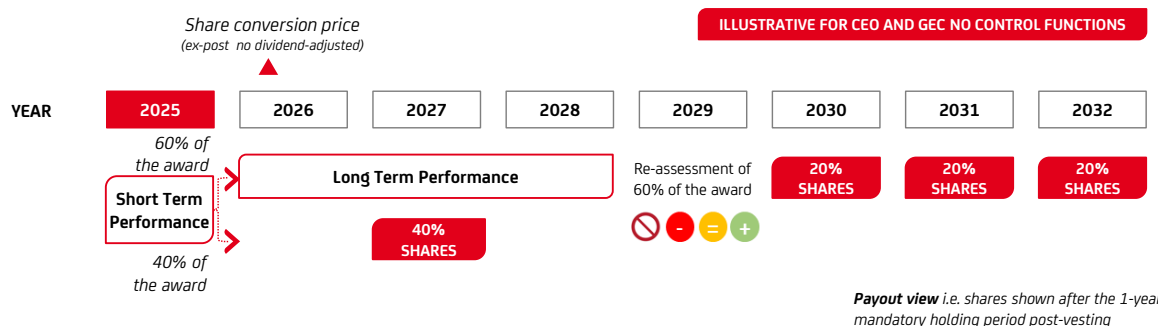 Share conversion price
(ex-post no dividend-adjusted)
ILLUSTRATIVE FOR CEO AND GEC NO CONTROL FUNCTIONS
YEAR
2025
2026
2027
2028
2029
2030
2031
2032
60% of
the award
Short Term
Performance
40% of
the award
Long Term Performance
40%
SHARES
Re-assessment of
60% of the award
- = +
20%
SHARES
20%
SHARES
20%
SHARES
Payout view i.e. shares shown after the 1-year
mandatory holding period post-vesting